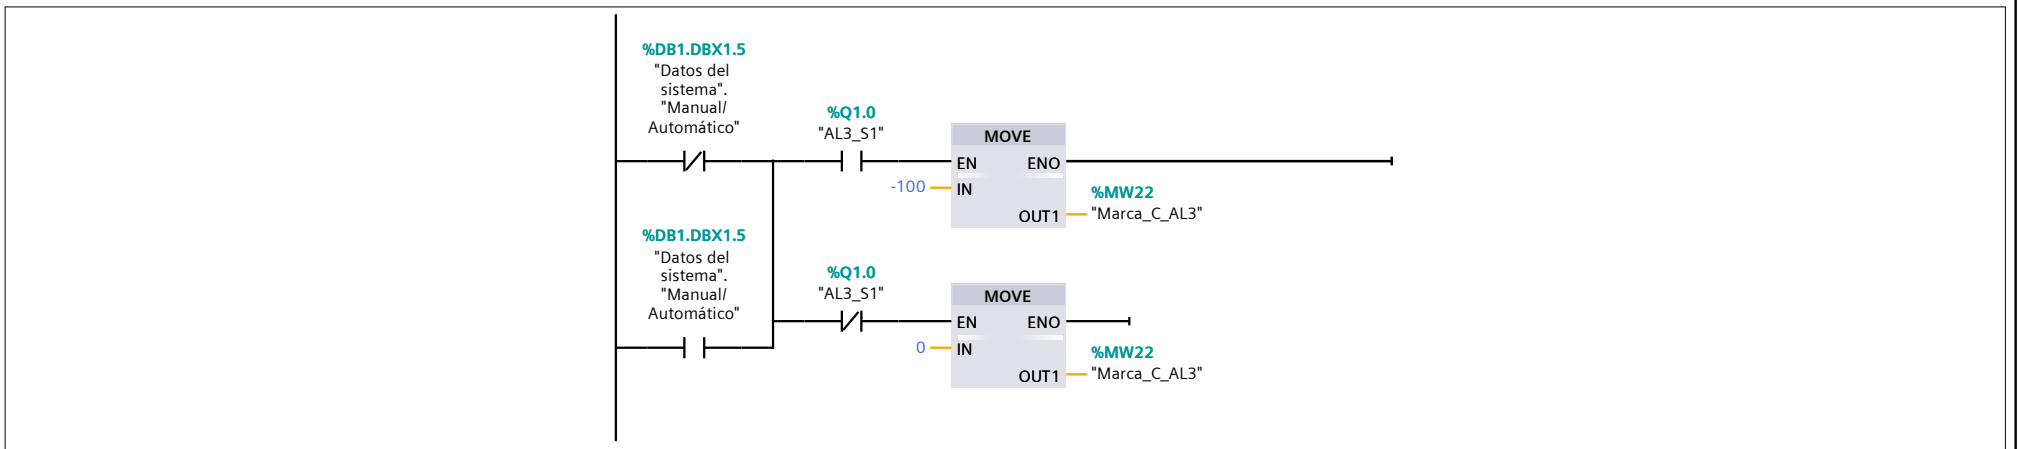 %DB1.DBX1.5
"Datos del
sistema".
"Manual/
Automático"
%Q1.0
"AL3_S1"
MOVE
EN ENO
-100 IN
%MW22
OUT1 "Marca_C_AL3"
%DB1.DBX1.5
"Datos del
sistema".
"Manual/
Automático"
%Q1.0
"AL3_S1"
MOVE
EN ENO
0 IN
%MW22
OUT1 "Marca_C_AL3"